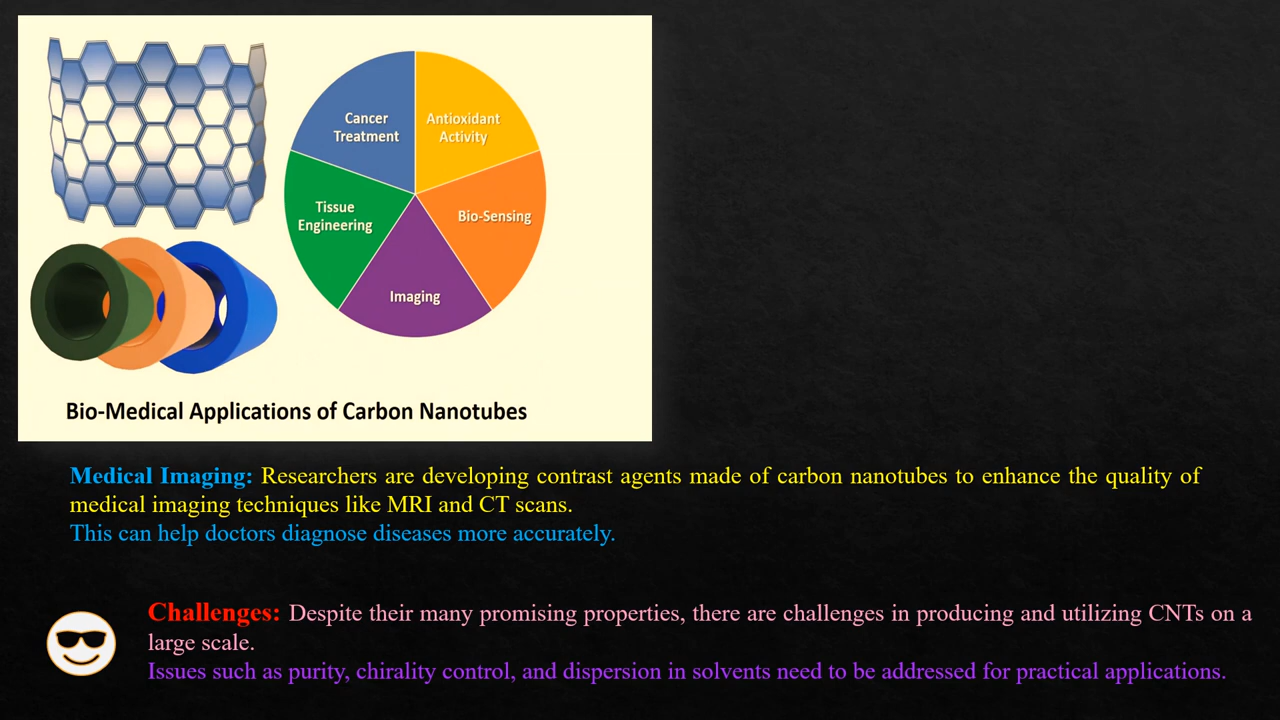 Cancer
Treatment
Antioxidant
Activity
Tissue
Engineering
Bio-Sensing
Imaging
Bio-Medical Applications of Carbon Nanotubes
Medical Imaging: Researchers are developing contrast agents made of carbon nanotubes to enhance the quality of
medical imaging techniques like MRI and CT scans.
This can help doctors diagnose diseases more accurately.
Challenges: Despite their many promising properties, there are challenges in producing and utilizing CNTs on a
large scale.
Issues such as purity, chirality control, and dispersion in solvents need to be addressed for practical applications.